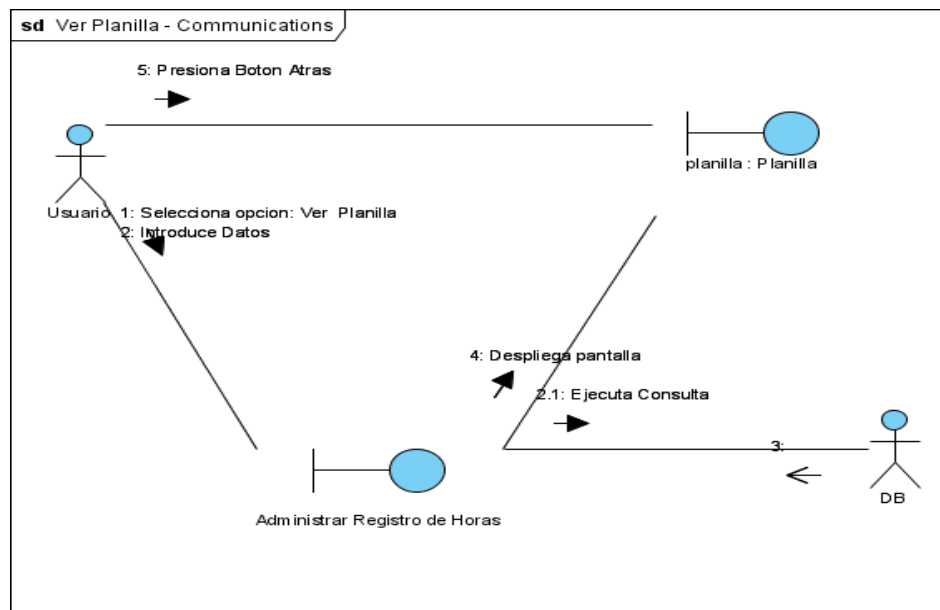 sd Ver Planilla - Communications
5: Presiona Boton Atras
planilla : Planilla
Usuario
1: Selecciona opcion: Ver Planilla
2: Introduce Datos
4: Despliega pantalla
2.1: Ejecuta Consulta
3:
DB
Administrar Registro de Horas